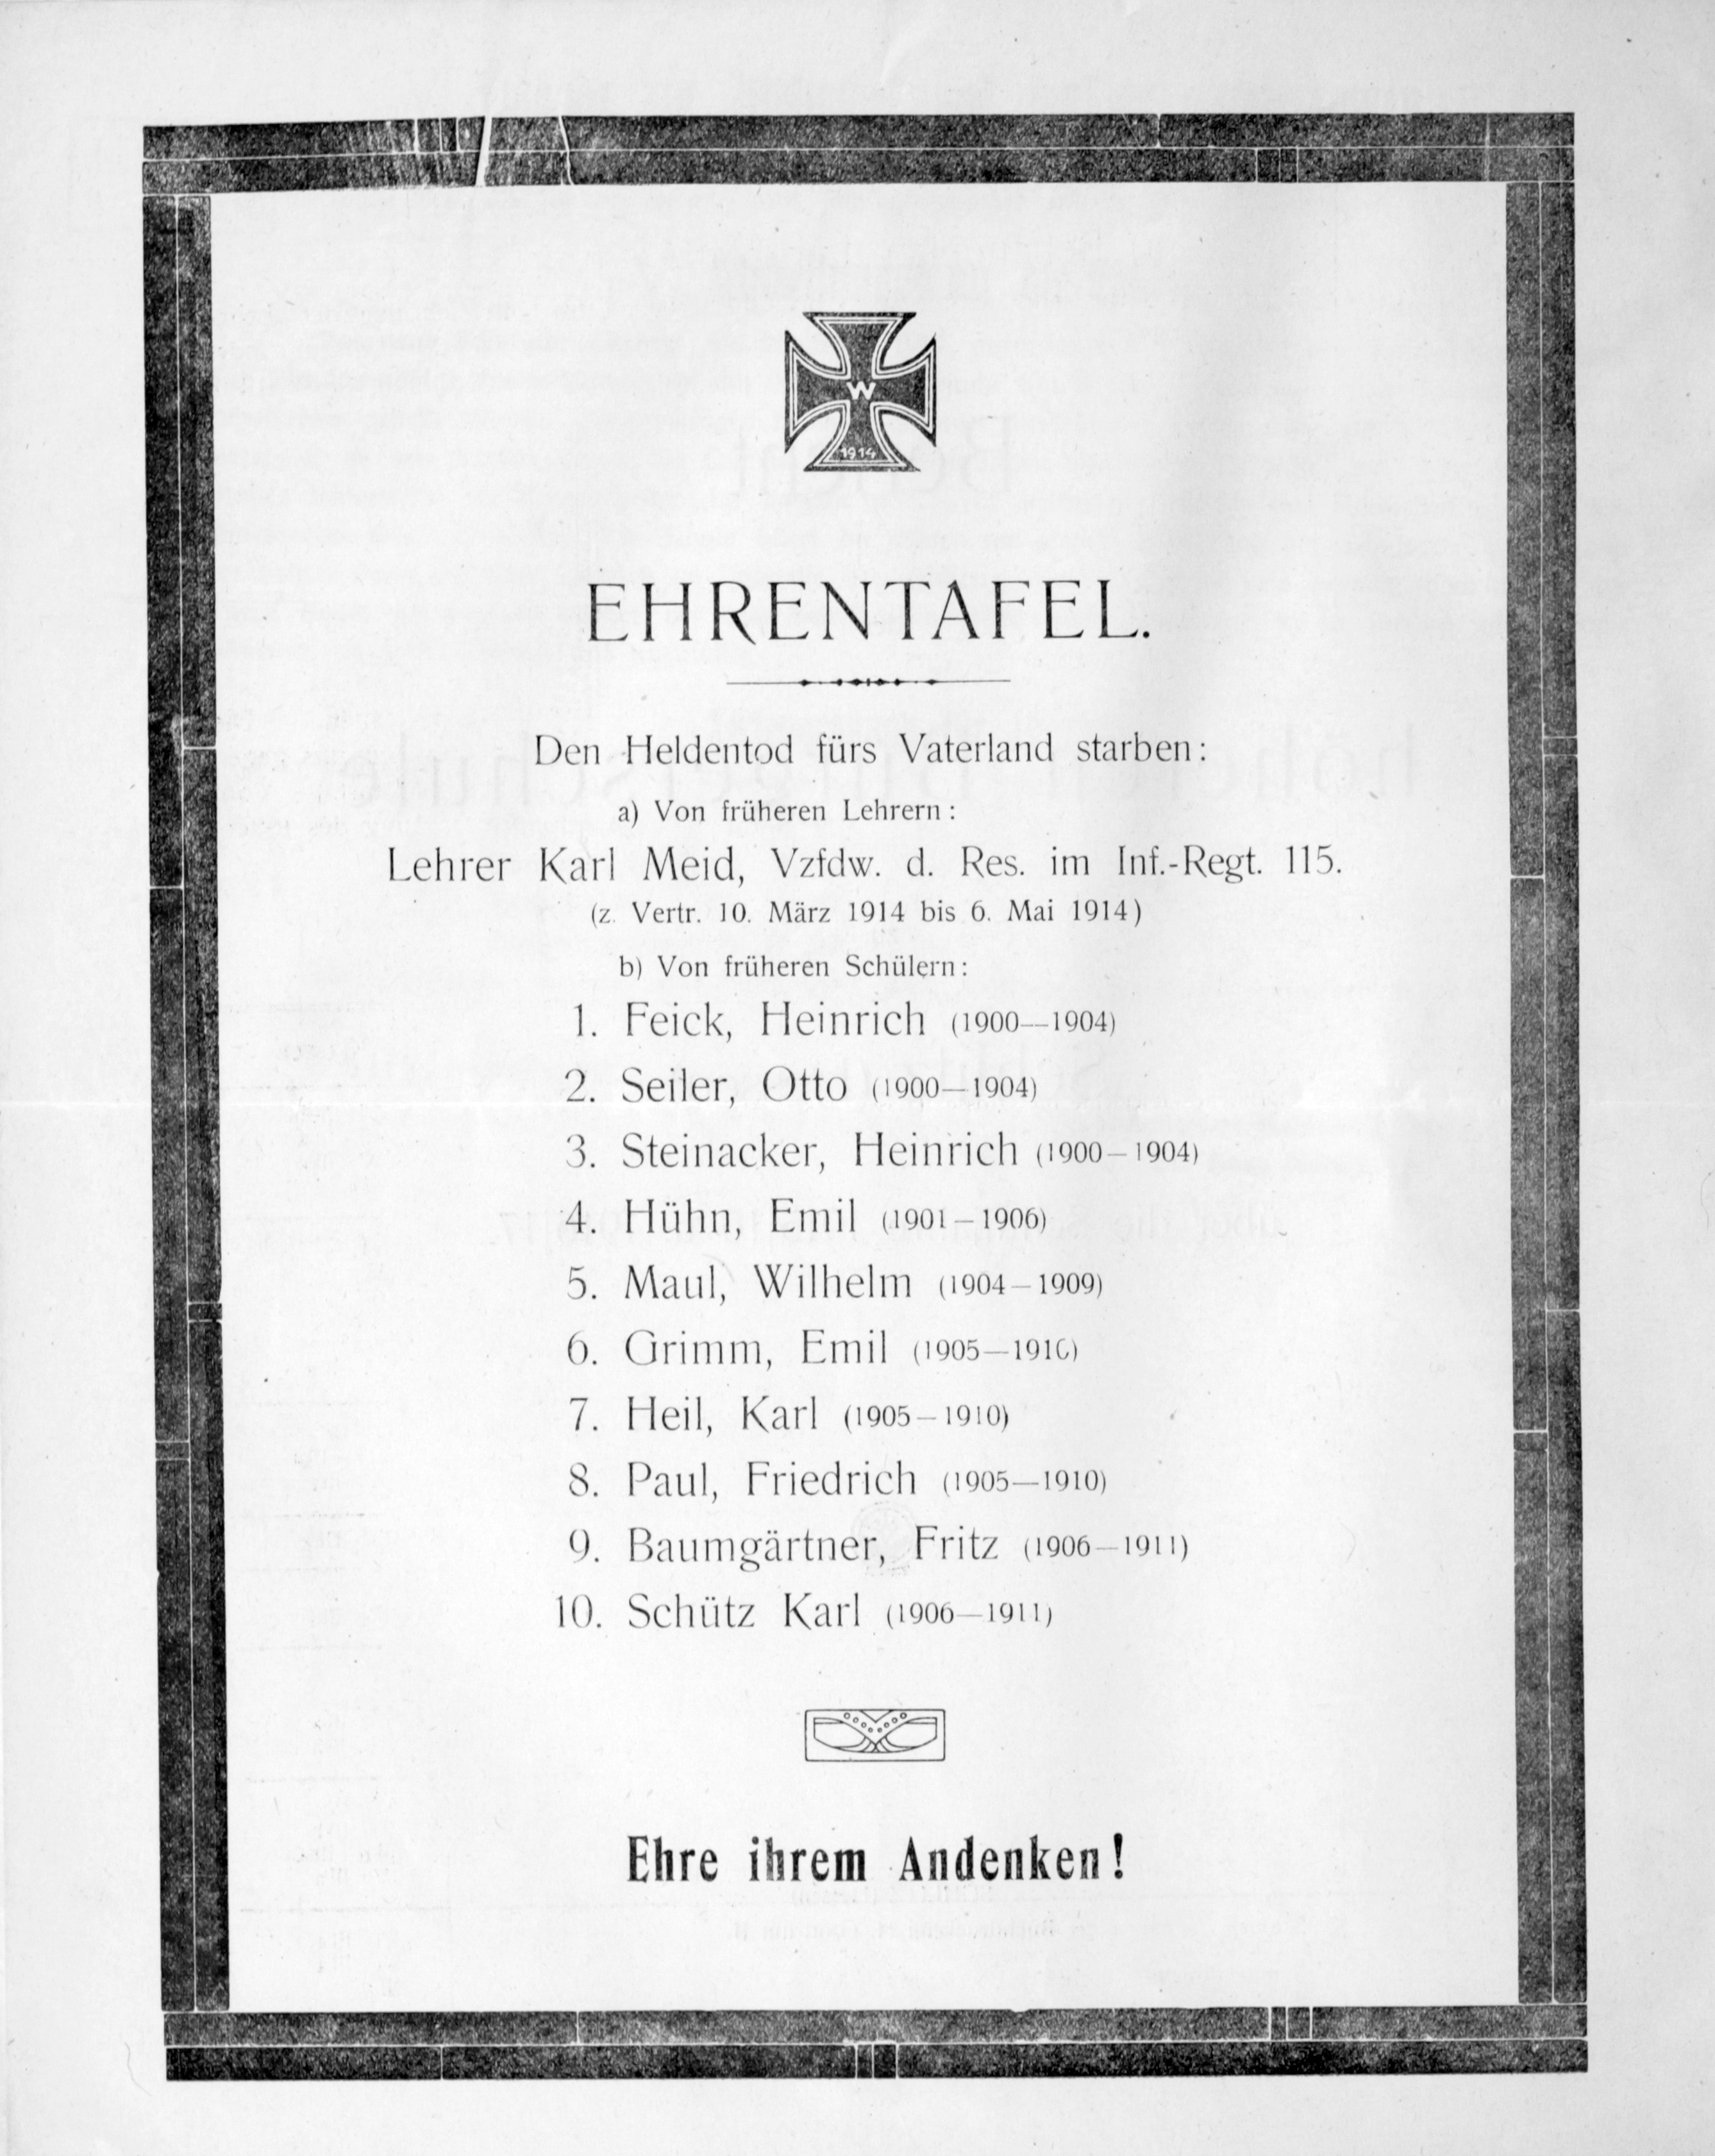 W
1914
EHRENTAFEL.
Den Heldentod fürs Vaterland starben:
a) Von früheren Lehrern:
Lehrer Karl Meid, Vzfdw. d. Res. im Inf.-Regt. 115.
(z. Vertr. 10. März 1914 bis 6. Mai 1914)
b) Von früheren Schülern:
1. Feick, Heinrich (1900—1904)
2. Seiler, Otto (1900—1904)
3. Steinacker, Heinrich (1900—1904)
4. Hühn, Emil (1901—1906)
5. Maul, Wilhelm (1904—1909)
6. Grimm, Emil (1905—1910)
7. Heil, Karl (1905—1910)
8. Paul, Friedrich (1905—1910)
9. Baumgärtner, Fritz (1906—1911)
10. Schütz Karl (1906—1911)
Ehre ihrem Andenken!